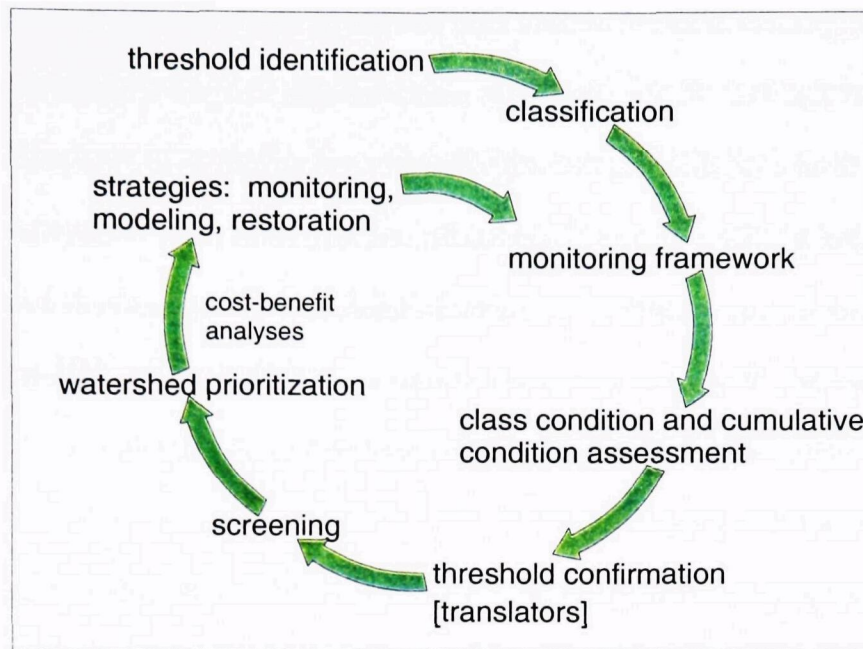 threshold identification
classification
strategies: monitoring,
modeling, restoration
monitoring framework
cost-benefit
analyses
watershed prioritization
class condition and cumulative
condition assessment
screening
threshold confirmation
[translators]